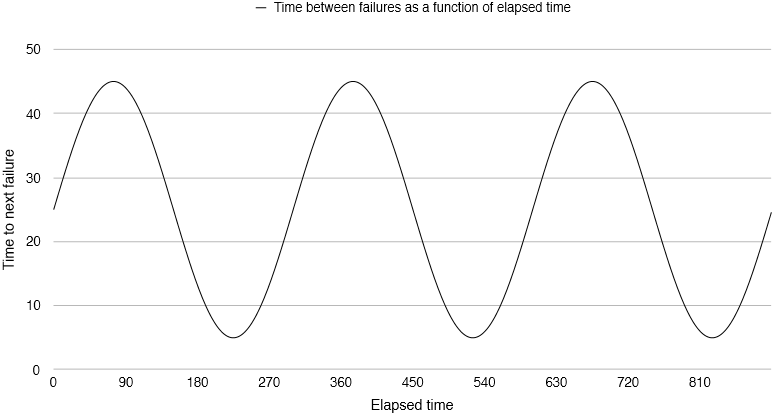 — Time between failures as a function of elapsed time
50
40
30
20
10
0
Time to next failure
0 90 180 270 360 450 540 630 720 810
Elapsed time